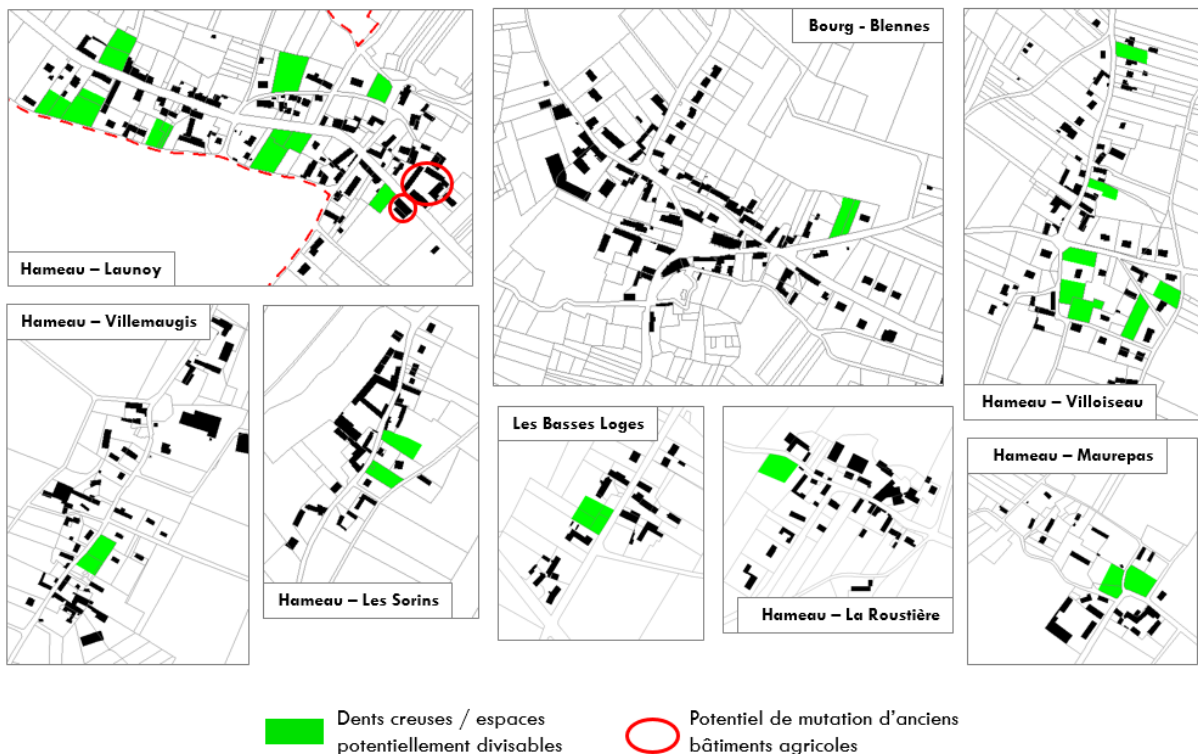 Bourg - Blennes
Hameau – Launoy
Hameau – Villemaugis
Hameau – Villoiseau
Les Basses Loges
Hameau – Maurepas
Hameau – Les Sorins
Hameau – La Roustière
Dents creuses / espaces
potentiellement divisables
Potentiel de mutation d'anciens
bâtiments agricoles